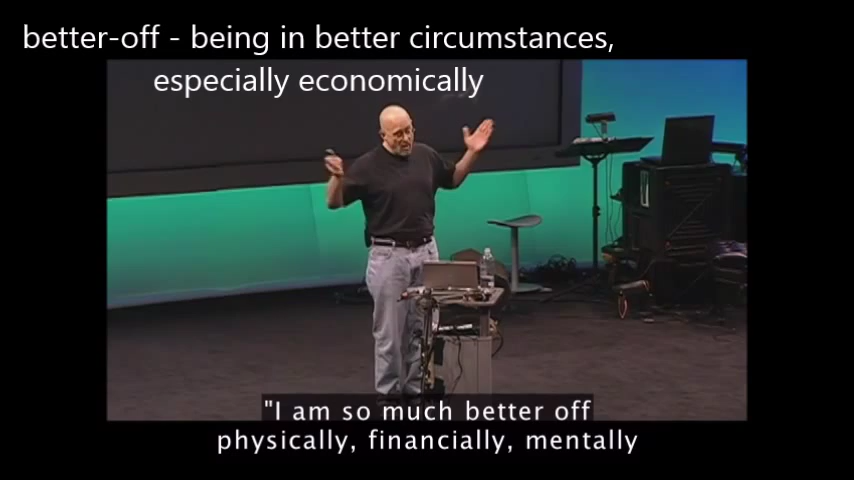 better-off - being in better circumstances,
especially economically
"I am so much better off
physically, financially, mentally